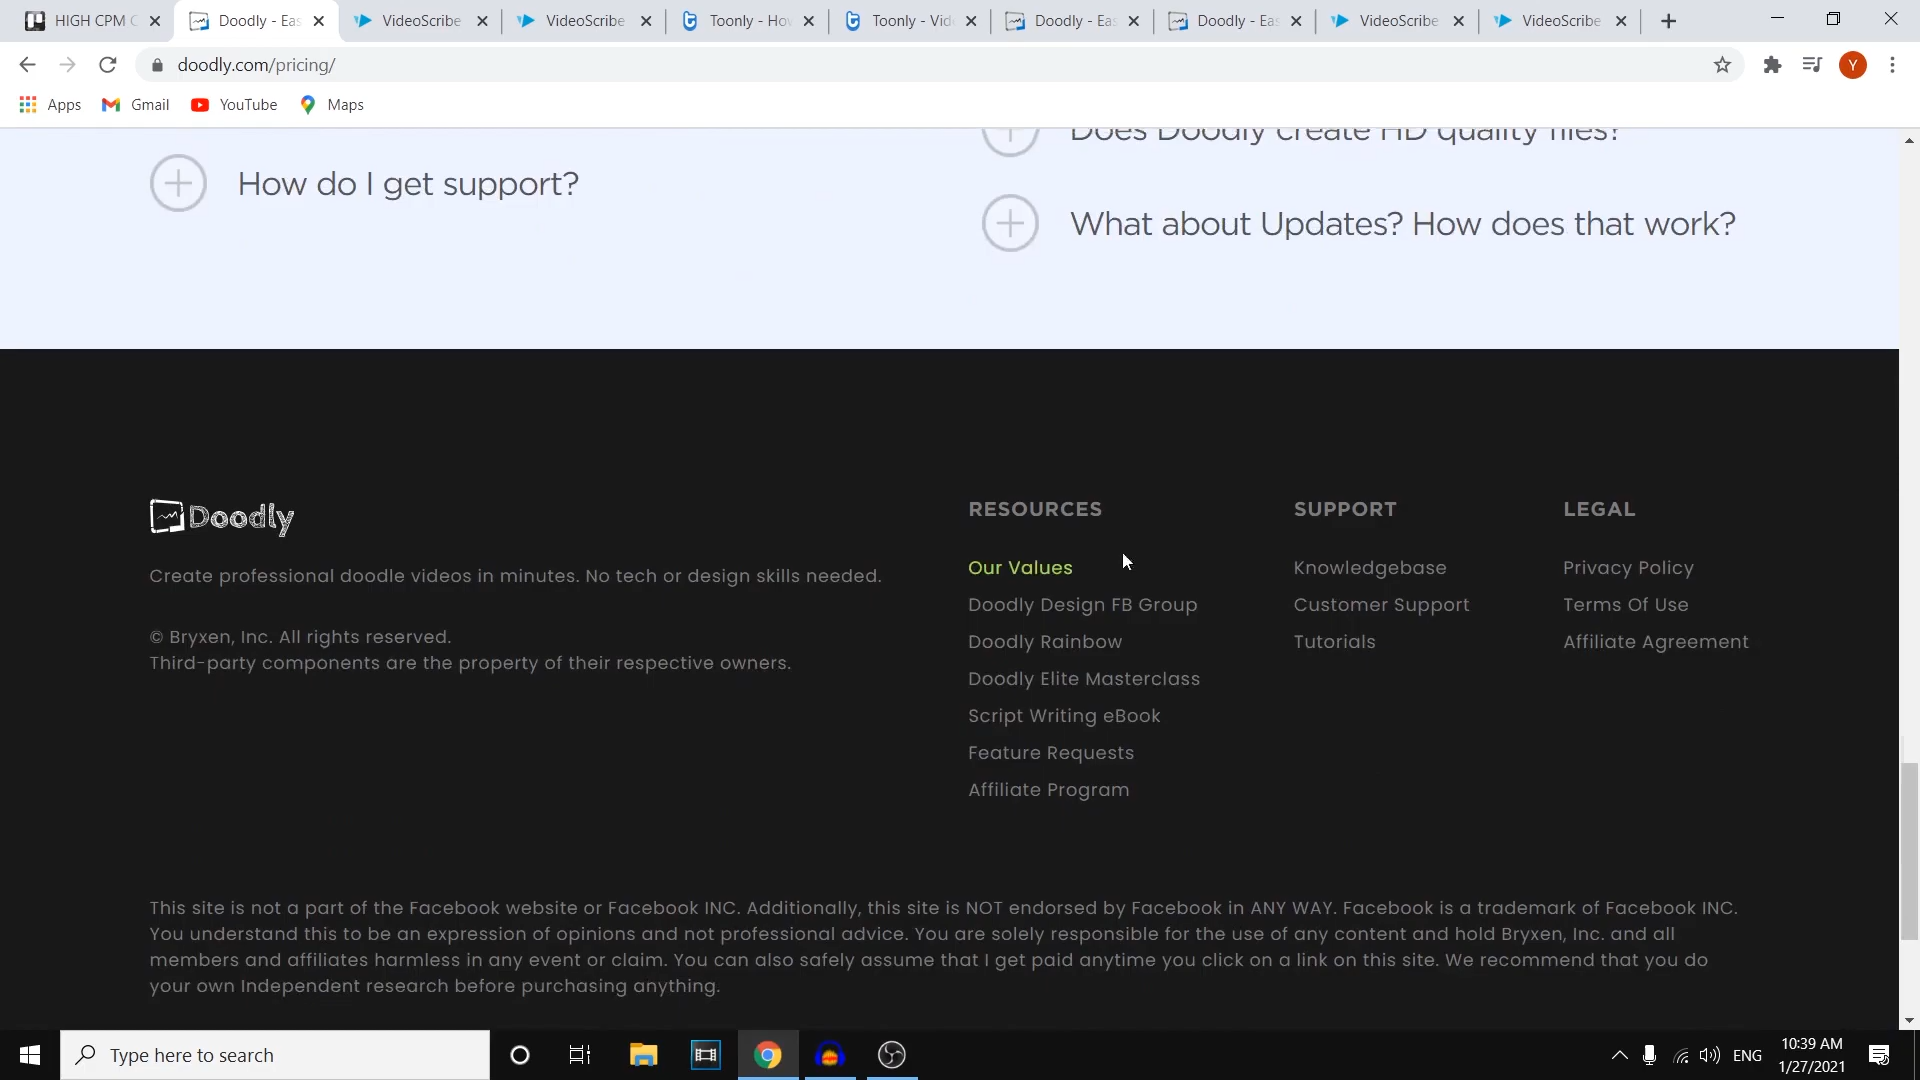 HIGH CPM C
Doodly - Eas
VideoScribe
VideoScribe
Toonly - Hov
Toonly - Vid
Doodly - Eas
Doodly - Eas
VideoScribe
VideoScribe
doodly.com/pricing/
Y
Apps
Gmail
YouTube
Maps
Does Doodly create HD quality files?
How do I get support?
What about Updates? How does that work?
Doodly
Create professional doodle videos in minutes. No tech or design skills needed.
© Bryxen, Inc. All rights reserved.
Third-party components are the property of their respective owners.
RESOURCES
Our Values
Doodly Design FB Group
Doodly Rainbow
Doodly Elite Masterclass
Script Writing eBook
Feature Requests
Affiliate Program
SUPPORT
Knowledgebase
Customer Support
Tutorials
LEGAL
Privacy Policy
Terms Of Use
Affiliate Agreement
This site is not a part of the Facebook website or Facebook INC. Additionally, this site is NOT endorsed by Facebook in ANY WAY. Facebook is a trademark of Facebook INC.
You understand this to be an expression of opinions and not professional advice. You are solely responsible for the use of any content and hold Bryxen, Inc. and all
members and affiliates harmless in any event or claim. You can also safely assume that I get paid anytime you click on a link on this site. We recommend that you do
your own Independent research before purchasing anything.
Type here to search
ENG
10:39 AM
1/27/2021